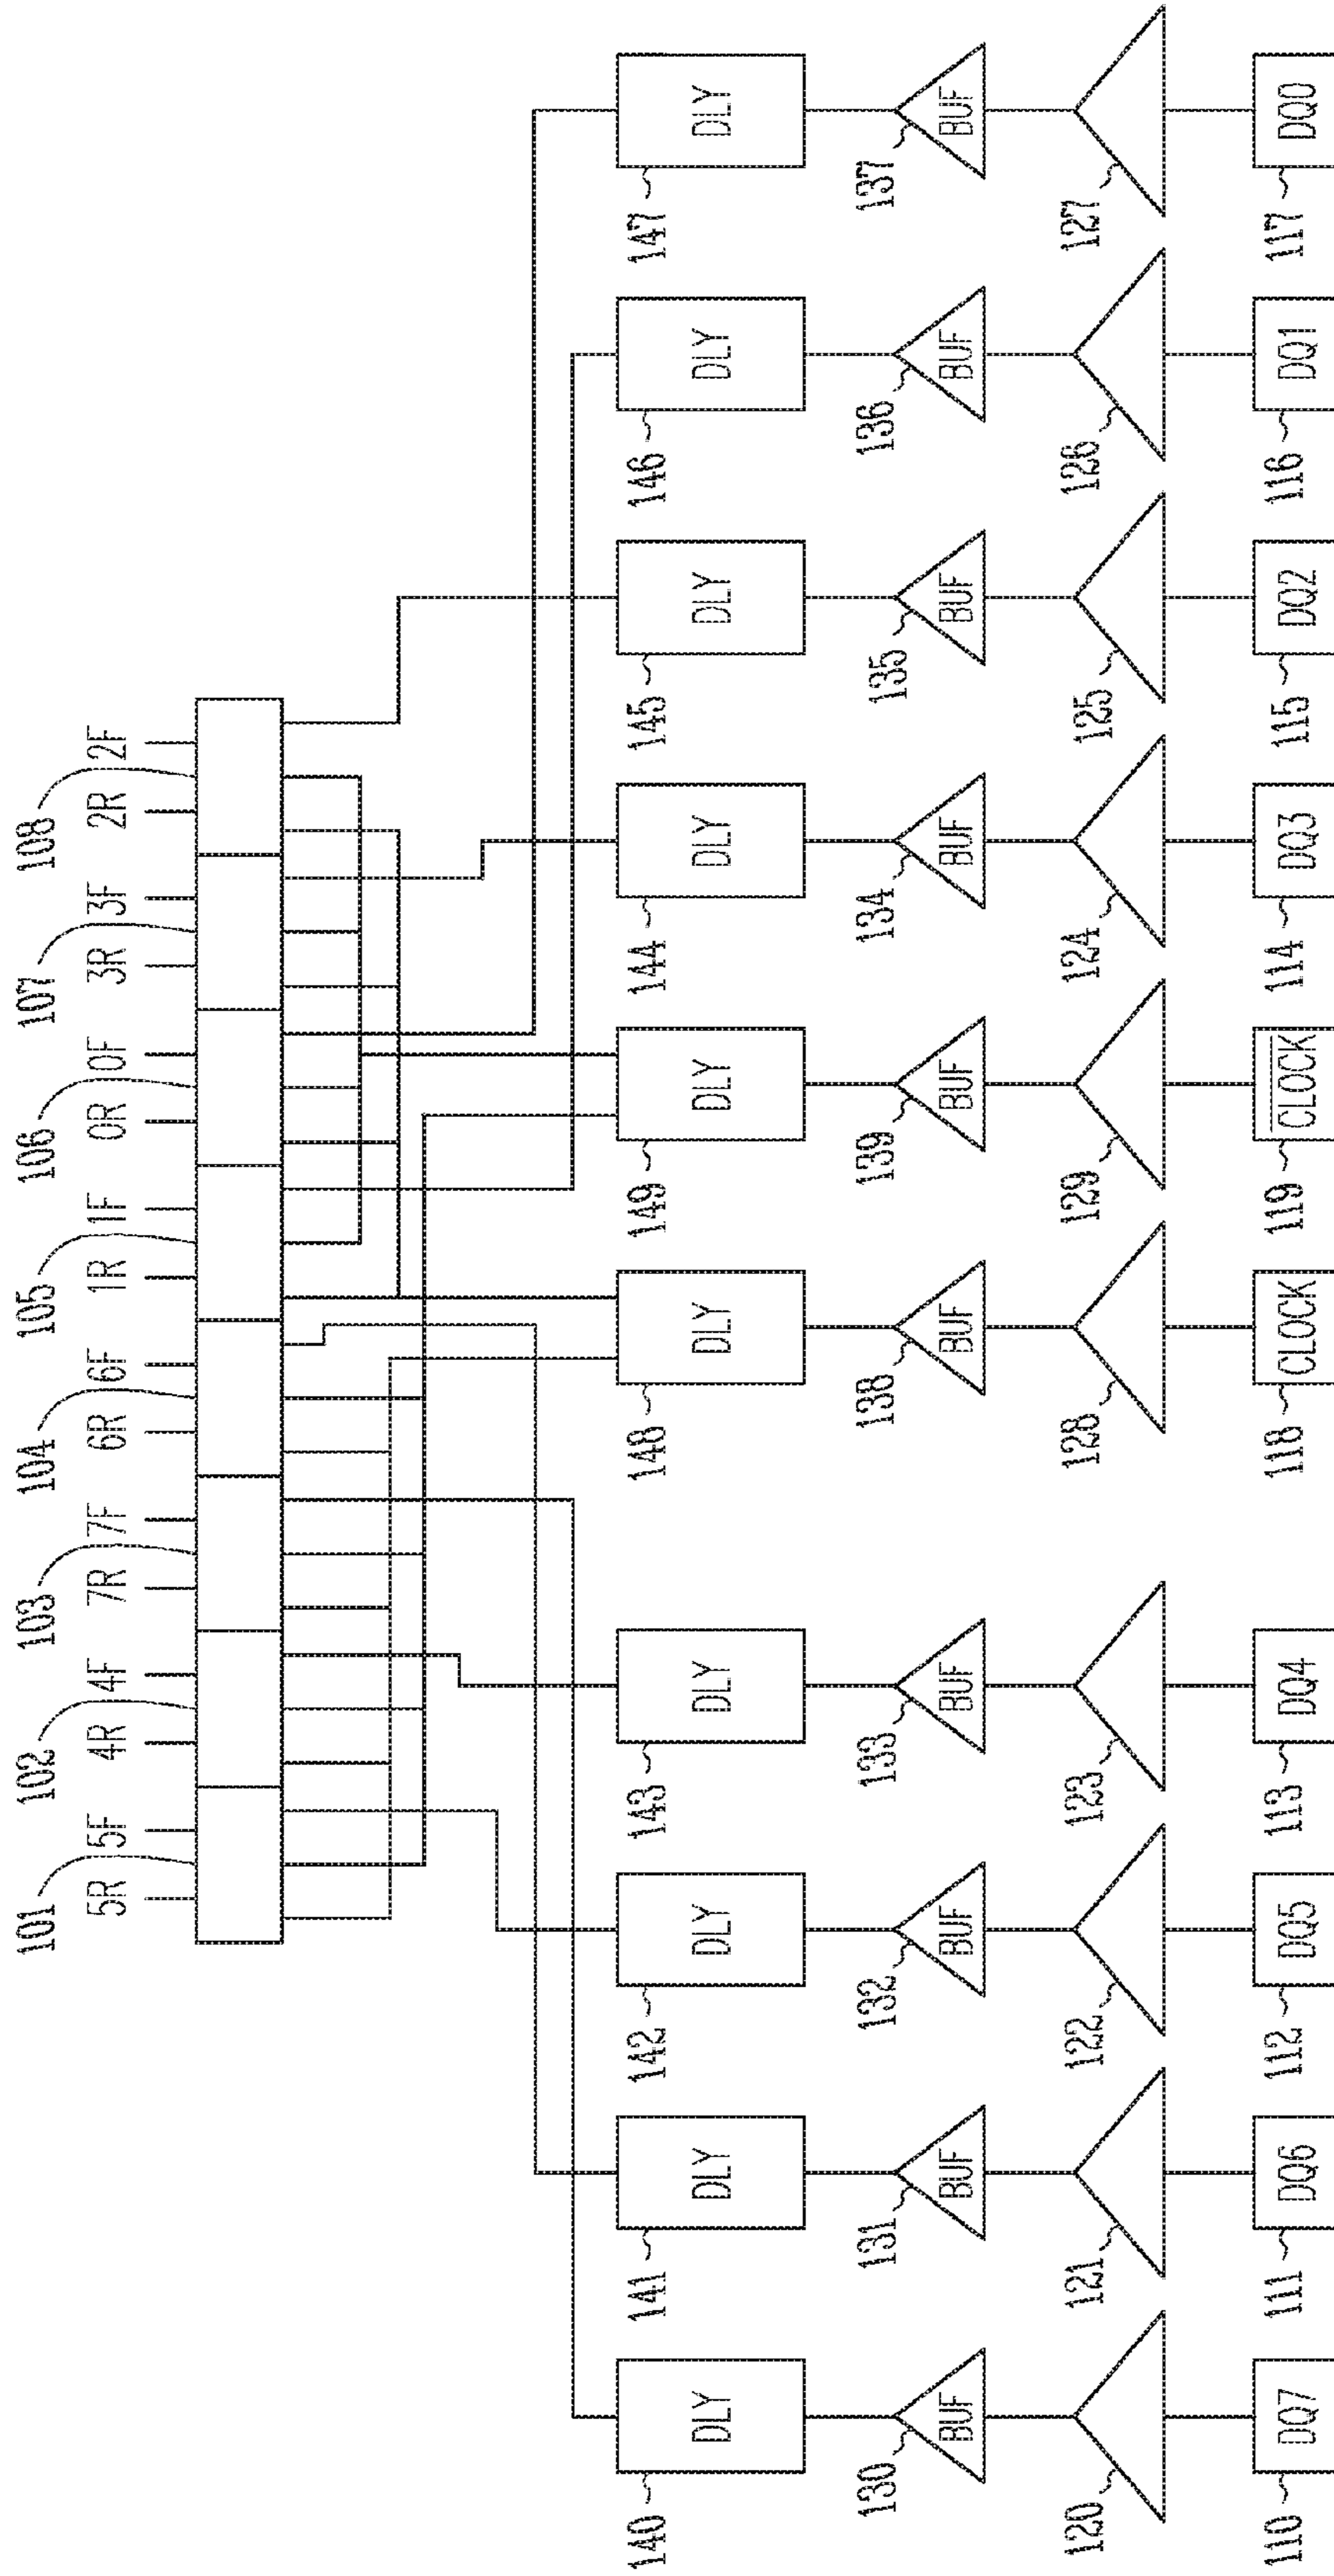 101 102 103 104 105 106 107 108
5R 5F 4R 4F 7R 7F 6R 6F 1R 1F 0R 0F 3R 3F 2R 2F
DLY DLY DLY DLY DLY DLY DLY DLY DLY DLY
140 141 142 143 148 149 144 145 146 147
BUF BUF BUF BUF BUF BUF BUF BUF BUF BUF
130 131 132 133 138 139 134 135 136 137
120 121 122 123 128 129 124 125 126 127
DQ7 DQ6 DQ5 DQ4 CLOCK CLOCK DQ3 DQ2 DQ1 DQ0
110 111 112 113 118 119 114 115 116 117